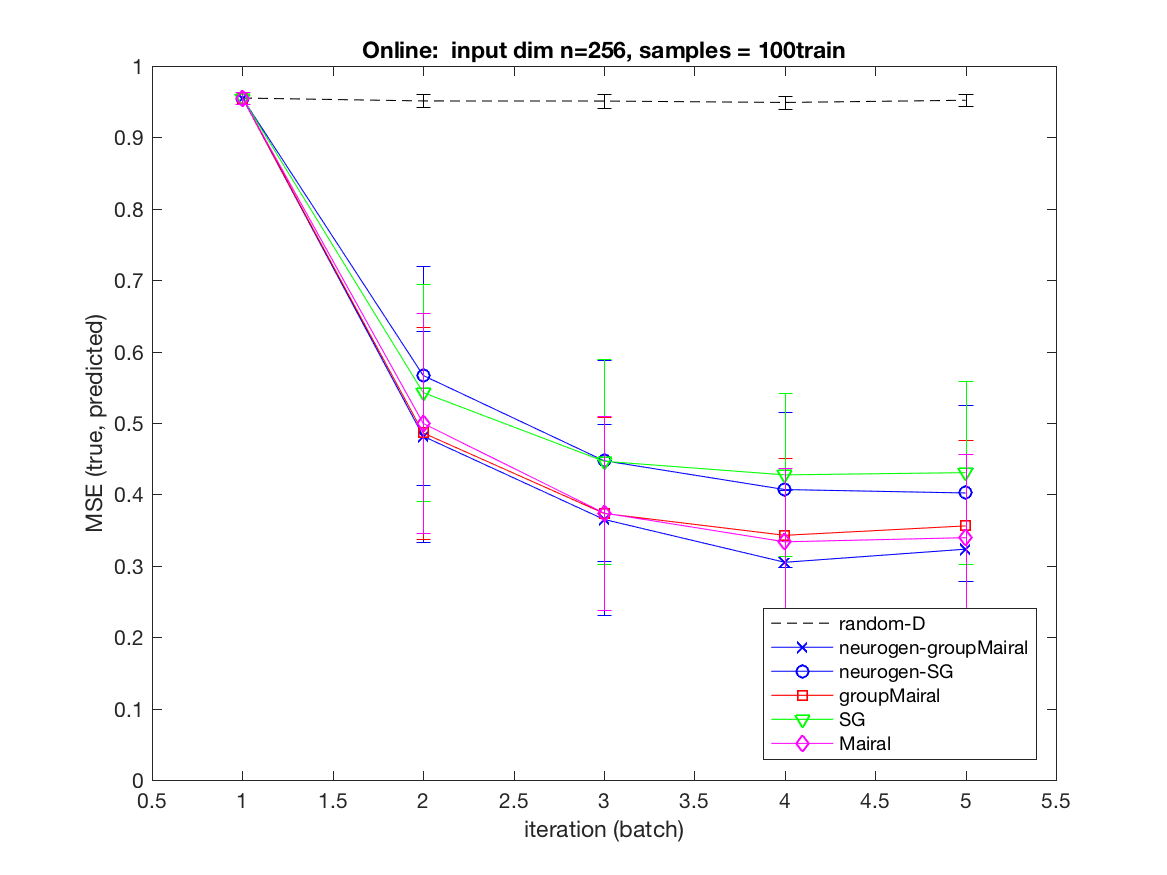 Online:  input dim n=256, samples = 100train
MSE (true, predicted)
1
0.9
0.8
0.7
0.6
0.5
0.4
0.3
0.2
0.1
0
0.5
1
1.5
2
2.5
3
3.5
4
4.5
5
5.5
iteration (batch)
random-D
neurogen-groupMairal
neurogen-SG
groupMairal
SG
Mairal